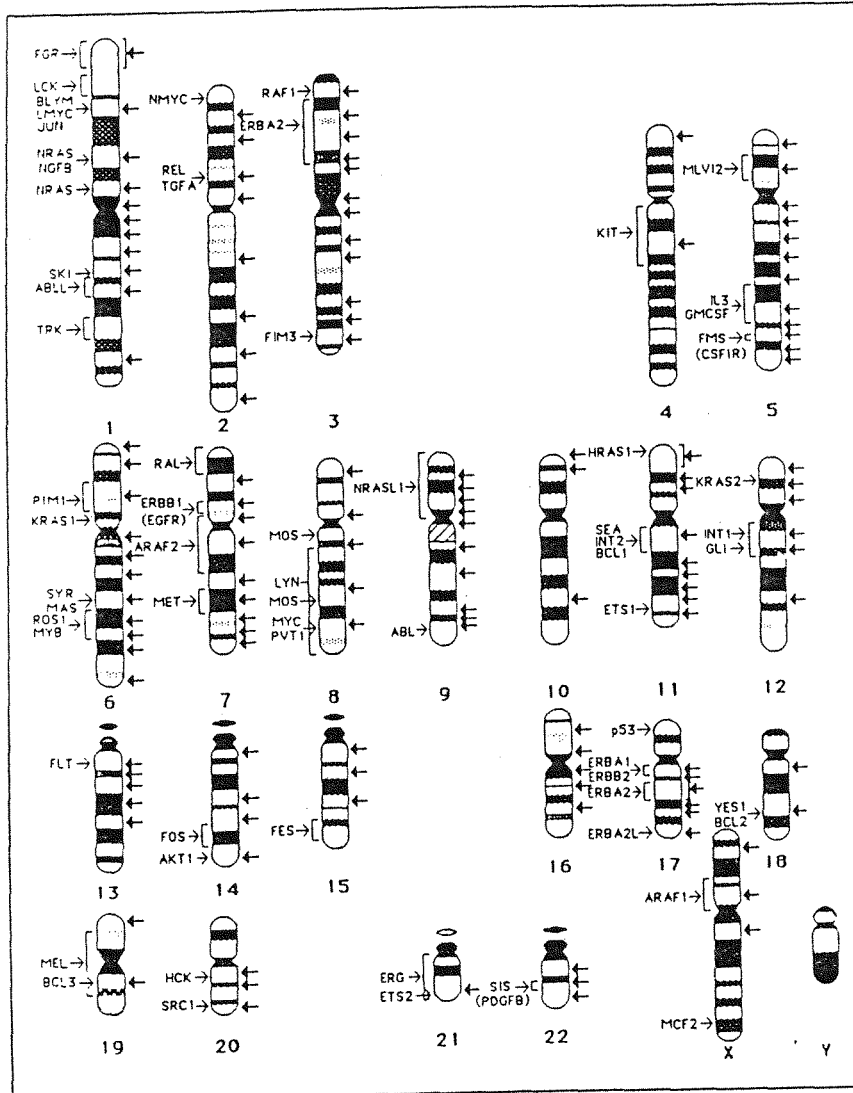 FGR
LCK
BLYM
LMYC
JUN
NRAS
NGFB
NRAS
SKI
ABLL
TRK
1
NMYC
REL
TGFA
2
RAF1
ERBA2
FIM3
3
KIT
4
MLVI2
IL3
GMCSF
FMS
(CSF1R)
5
PIM1
KRAS1
SYR
MAS
ROS1
MYB
6
RAL
ERBB1
(EGFR)
ARAF2
MET
7
MOS
LYN
MOS
MYC
PVT1
8
NRASL1
ABL
9
10
HRAS1
SEA
INT2
BCL1
ETS1
11
KRAS2
INT1
GLI
12
FLT
13
FOS
AKT1
14
FES
15
16
p53
ERBA1
ERBB2
ERBA2
ERBA2L
17
YES1
BCL2
18
MEL
BCL3
19
HCK
SRC1
20
ERG
ETS2
21
SIS
(PDGFB)
22
ARAF1
MCF2
X
Y